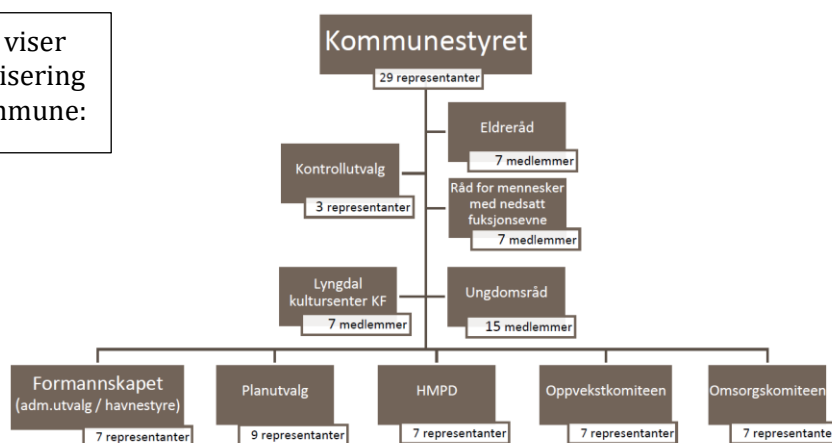 viser
isering
nmune:
Kommunestyret
29 representanter
Eldreråd
7 medlemmer
Kontrollutvalg
3 representanter
Råd for mennesker
med nedsatt
fuksjonsevne
7 medlemmer
Lyngdal
kultursenter KF
7 medlemmer
Ungdomsråd
15 medlemmer
Formannskapet
(adm.utvalg / havnestyre)
7 representanter
Planutvalg
9 representanter
HMPD
7 representanter
Oppvekstkomiteen
7 representanter
Omsorgskomiteen
7 representante